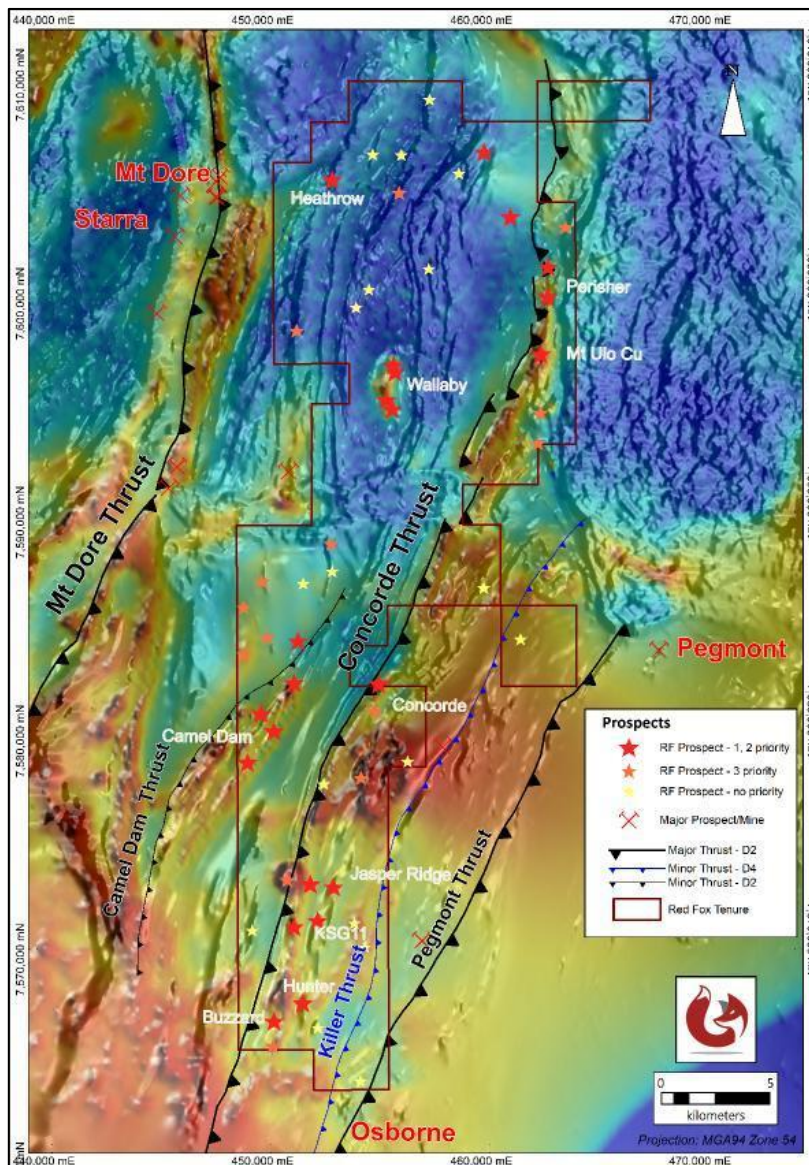 440,000 mE
450,000 mE
460,000 mE
470,000 mE
7,610,000 mN
7,600,000 mN
7,590,000 mN
7,580,000 mN
7,570,000 mN
N
Mt Dore
Starra
Heathrow
Perisher
Mt Ulo Cu
Wallaby
Mt Dore Thrust
Concorde Thrust
Pegmont
Concorde
Camel Dam
Camel Dam Thrust
Jasper Ridge
KSG11
Pegmont Thrust
Hunter
Buzzard
Killer Thrust
Osborne
Prospects
RF Prospect - 1, 2 priority
RF Prospect - 3 priority
RF Prospect - no priority
Major Prospect/Mine
Major Thrust - D2
Minor Thrust - D4
Minor Thrust - D2
Red Fox Tenure
0 5
kilometers
Projection: MGA94 Zone 54
440,000 mE
450,000 mE
460,000 mE
470,000 mE